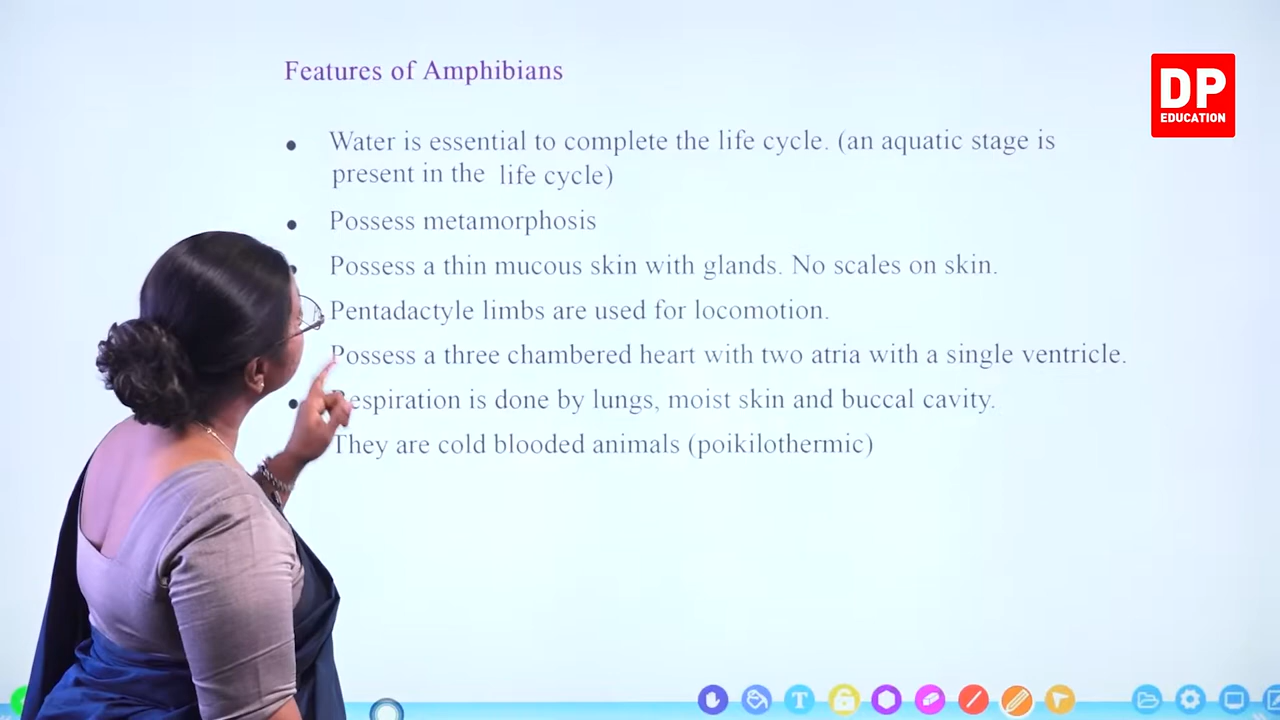 Features of Amphibians
DP
EDUCATION
• Water is essential to complete the life cycle. (an aquatic stage is
present in the life cycle)
• Possess metamorphosis
• Possess a thin mucous skin with glands. No scales on skin.
Pentadactyle limbs are used for locomotion.
Possess a three chambered heart with two atria with a single ventricle.
• Respiration is done by lungs, moist skin and buccal cavity.
They are cold blooded animals (poikilothermic)
T